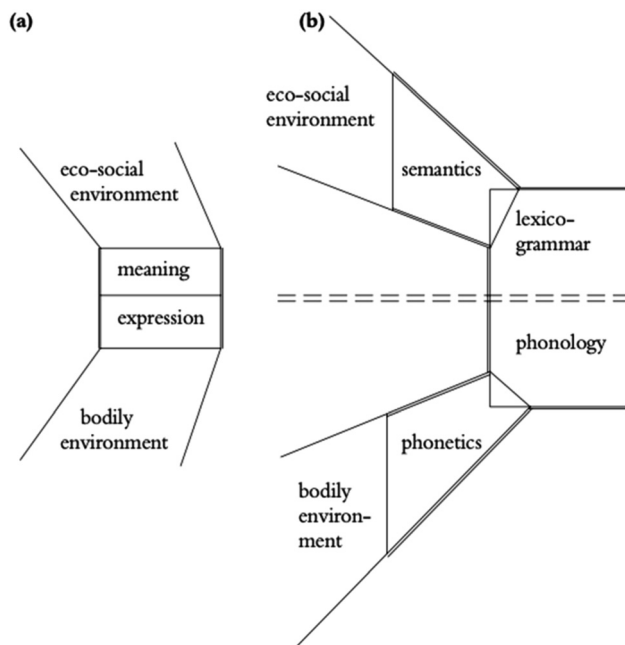 (a)
eco-social
environment
meaning
expression
bodily
environment
(b)
eco-social
environment
semantics
lexico-
grammar
phonology
phonetics
bodily
environ-
ment